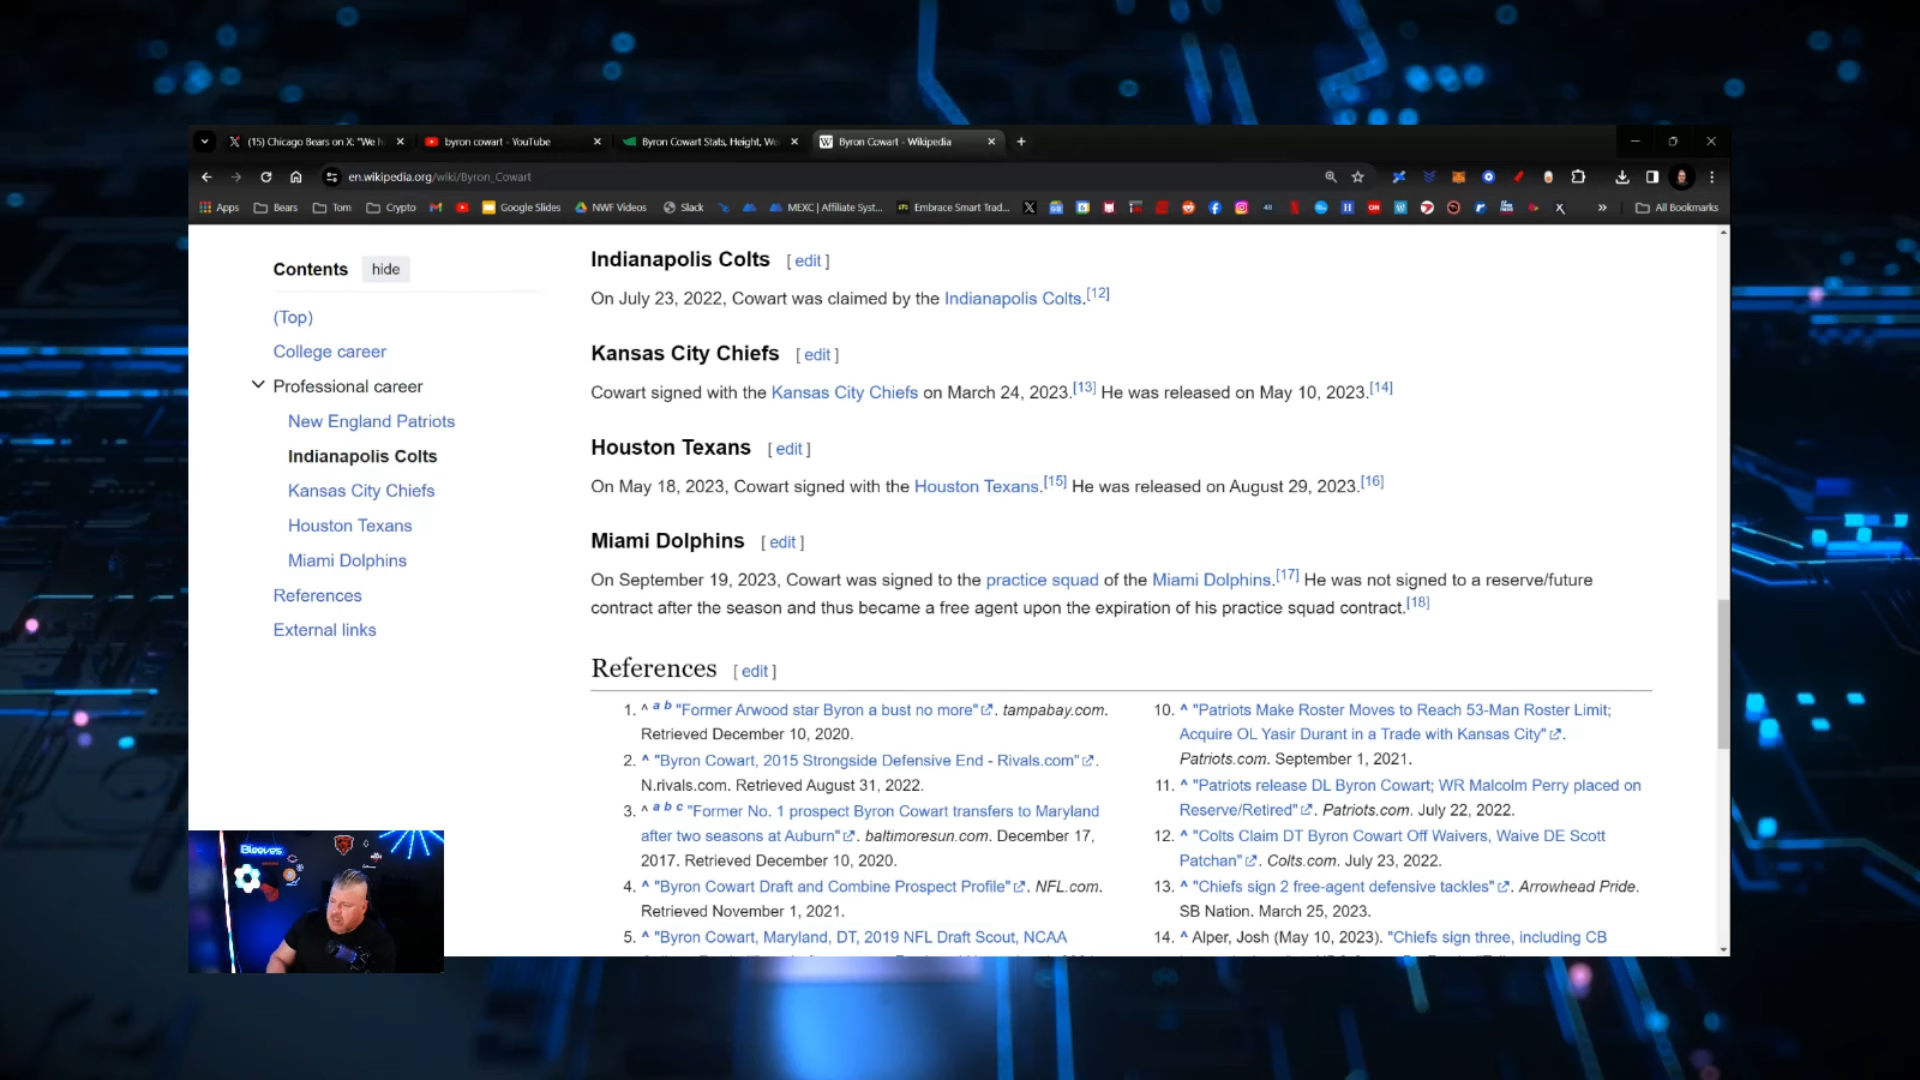 (15) Chicago Bears on X: "We h
byron cowart - YouTube
Byron Cowart Stats, Height, We
Byron Cowart - Wikipedia
en.wikipedia.org/wiki/Byron_Cowart
Apps
Bears
Tom
Crypto
Google Slides
NWF Videos
Slack
MEXC | Affiliate Syst...
Embrace Smart Trad...
All Bookmarks
Contents hide
(Top)
College career
Professional career
New England Patriots
Indianapolis Colts
Kansas City Chiefs
Houston Texans
Miami Dolphins
References
External links
Indianapolis Colts [ edit ]
On July 23, 2022, Cowart was claimed by the Indianapolis Colts.[12]
Kansas City Chiefs [ edit ]
Cowart signed with the Kansas City Chiefs on March 24, 2023.[13] He was released on May 10, 2023.[14]
Houston Texans [ edit ]
On May 18, 2023, Cowart signed with the Houston Texans.[15] He was released on August 29, 2023.[16]
Miami Dolphins [ edit ]
On September 19, 2023, Cowart was signed to the practice squad of the Miami Dolphins.[17] He was not signed to a reserve/future
contract after the season and thus became a free agent upon the expiration of his practice squad contract.[18]
References [ edit ]
1. ^ a b "Former Arwood star Byron a bust no more". tampabay.com.
Retrieved December 10, 2020.
2. ^ "Byron Cowart, 2015 Strongside Defensive End - Rivals.com".
N.rivals.com. Retrieved August 31, 2022.
3. ^ a b c "Former No. 1 prospect Byron Cowart transfers to Maryland
after two seasons at Auburn". baltimoresun.com. December 17,
2017. Retrieved December 10, 2020.
4. ^ "Byron Cowart Draft and Combine Prospect Profile". NFL.com.
Retrieved November 1, 2021.
5. ^ "Byron Cowart, Maryland, DT, 2019 NFL Draft Scout, NCAA
10. ^ "Patriots Make Roster Moves to Reach 53-Man Roster Limit;
Acquire OL Yasir Durant in a Trade with Kansas City".
Patriots.com. September 1, 2021.
11. ^ "Patriots release DL Byron Cowart; WR Malcolm Perry placed on
Reserve/Retired". Patriots.com. July 22, 2022.
12. ^ "Colts Claim DT Byron Cowart Off Waivers, Waive DE Scott
Patchan". Colts.com. July 23, 2022.
13. ^ "Chiefs sign 2 free-agent defensive tackles". Arrowhead Pride.
SB Nation. March 25, 2023.
14. ^ Alper, Josh (May 10, 2023). "Chiefs sign three, including CB
Bleeves